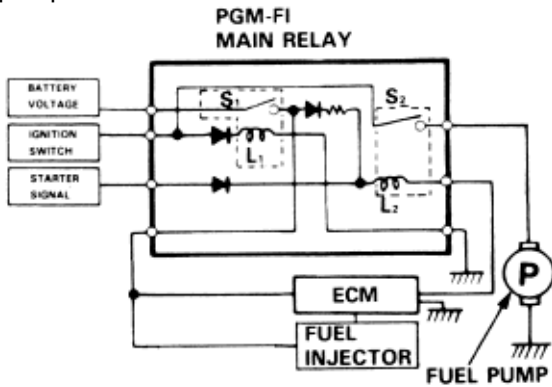 PGM-FI
MAIN RELAY
BATTERY
VOLTAGE
IGNITION
SWITCH
STARTER
SIGNAL
S1
L1
S2
L2
ECM
FUEL
INJECTOR
P
FUEL PUMP